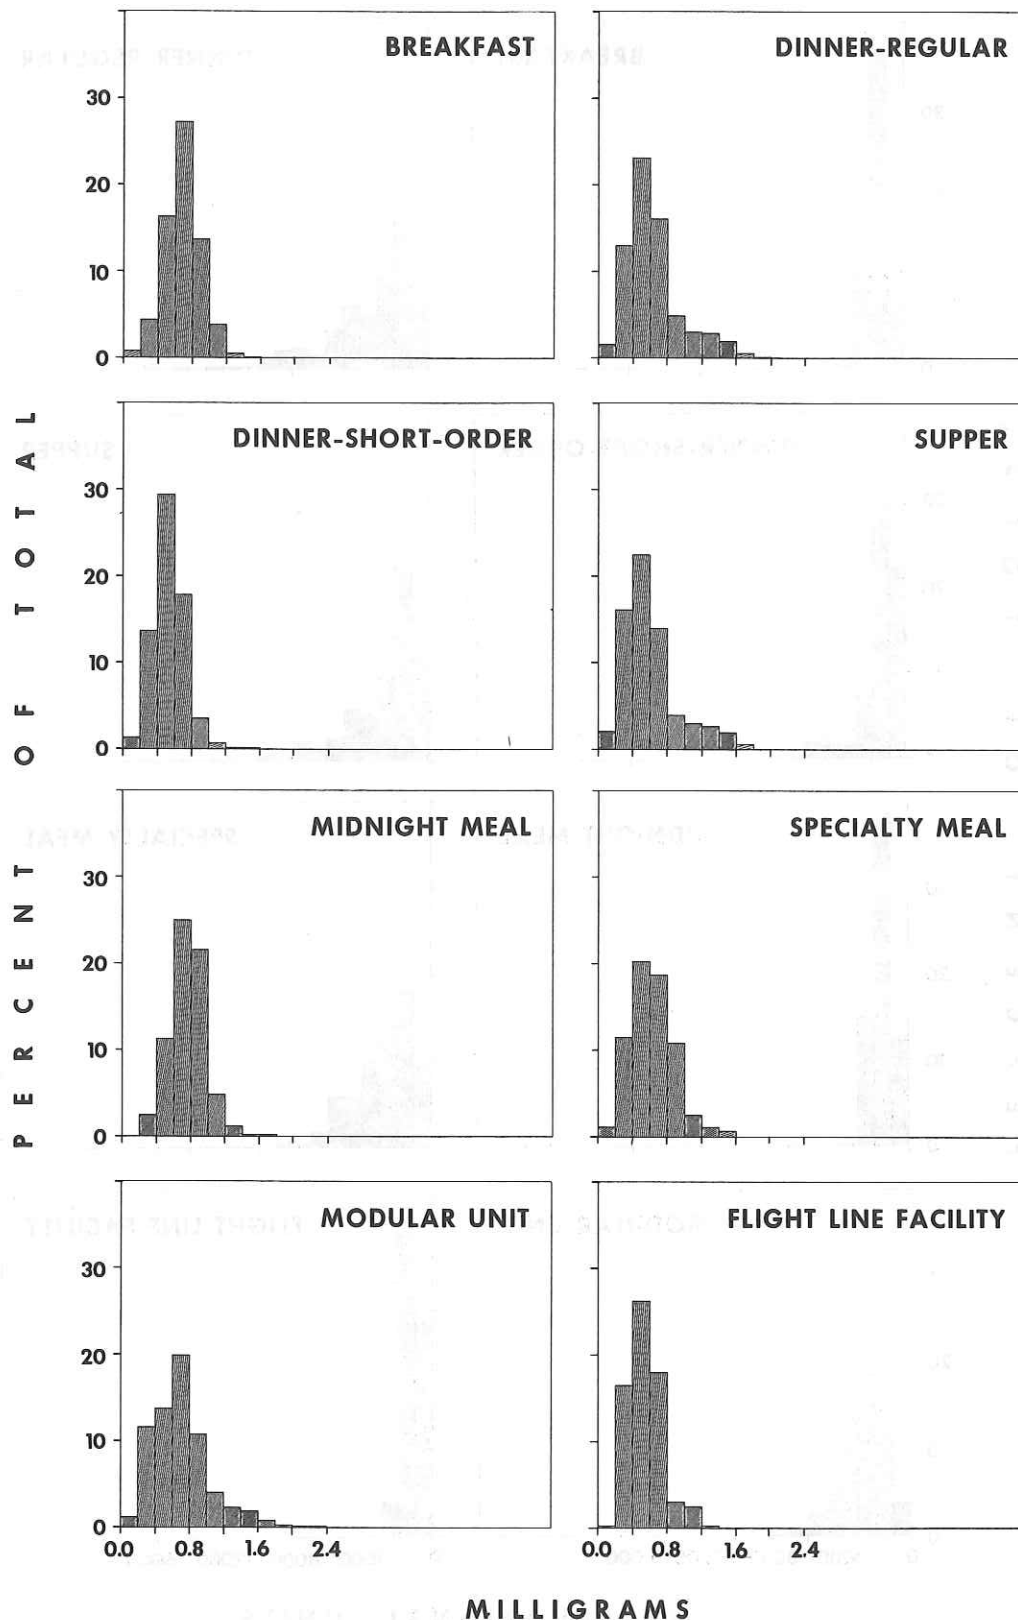 BREAKFAST
30
20
10
0
DINNER-REGULAR
DINNER-SHORT-ORDER
30
20
10
0
SUPPER
PERCENT OF TOTAL
MIDNIGHT MEAL
30
20
10
0
SPECIALTY MEAL
MODULAR UNIT
30
20
10
0
0.0 0.8 1.6 2.4
FLIGHT LINE FACILITY
0.0 0.8 1.6 2.4
MILLIGRAMS